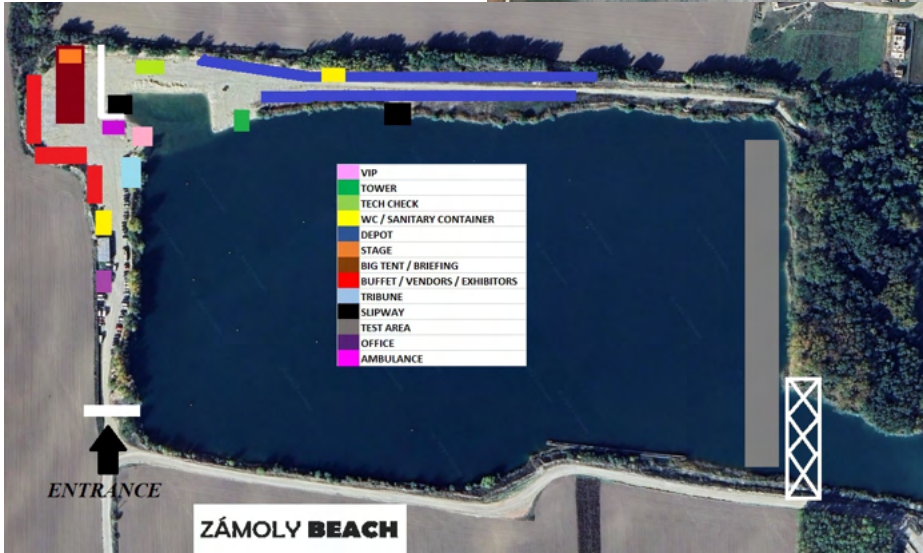 VIP
TOWER
TECH CHECK
WC / SANITARY CONTAINER
DEPOT
STAGE
BIG TENT / BRIEFING
BUFFET / VENDORS / EXHIBITORS
TRIBUNE
SLIPWAY
TEST AREA
OFFICE
AMBULANCE
ENTRANCE
ZÁMOLY BEACH